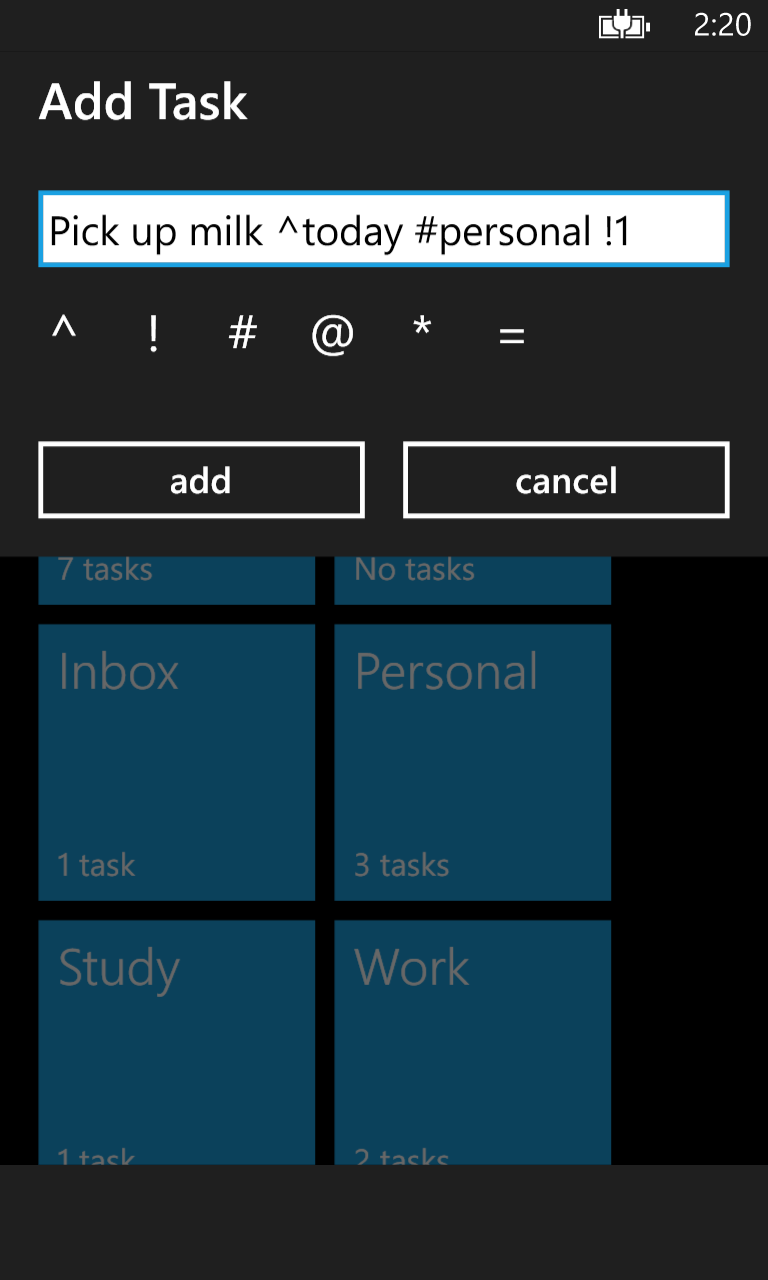 2:20
Add Task
Pick up milk ^today #personal !1
^ ! # @ * =
add cancel
7 tasks No tasks
Inbox Personal
1 task 3 tasks
Study Work
1 task 2 tasks